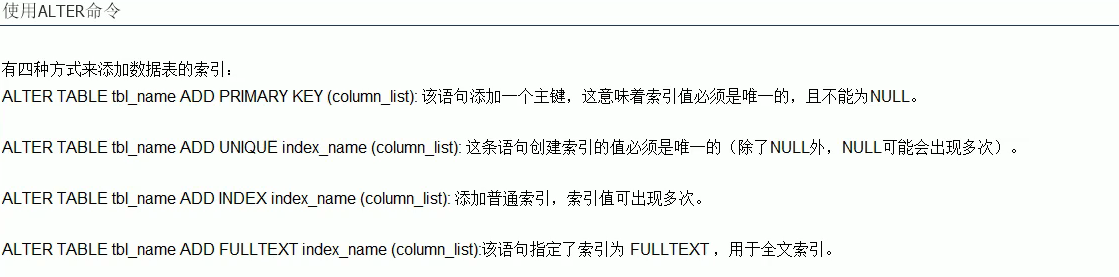 使用ALTER命令
有四种方式来添加数据表的索引：
ALTER TABLE tbl_name ADD PRIMARY KEY (column_list): 该语句添加一个主键，这意味着索引值必须是唯一的，且不能为NULL。
ALTER TABLE tbl_name ADD UNIQUE index_name (column_list): 这条语句创建索引的值必须是唯一的（除了NULL外，NULL可能会出现多次）。
ALTER TABLE tbl_name ADD INDEX index_name (column_list): 添加普通索引，索引值可出现多次。
ALTER TABLE tbl_name ADD FULLTEXT index_name (column_list):该语句指定了索引为 FULLTEXT ，用于全文索引。